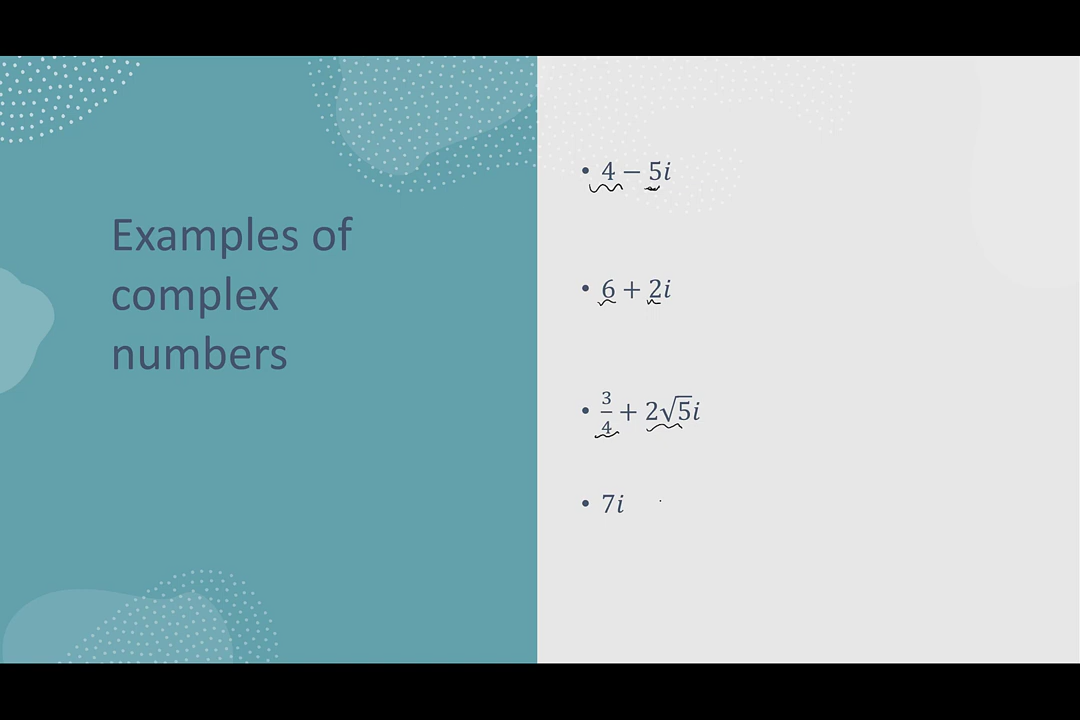 Examples of
complex
numbers
• 4 − 5i
• 6 + 2i
• 3/4 + 2√5i
• 7i